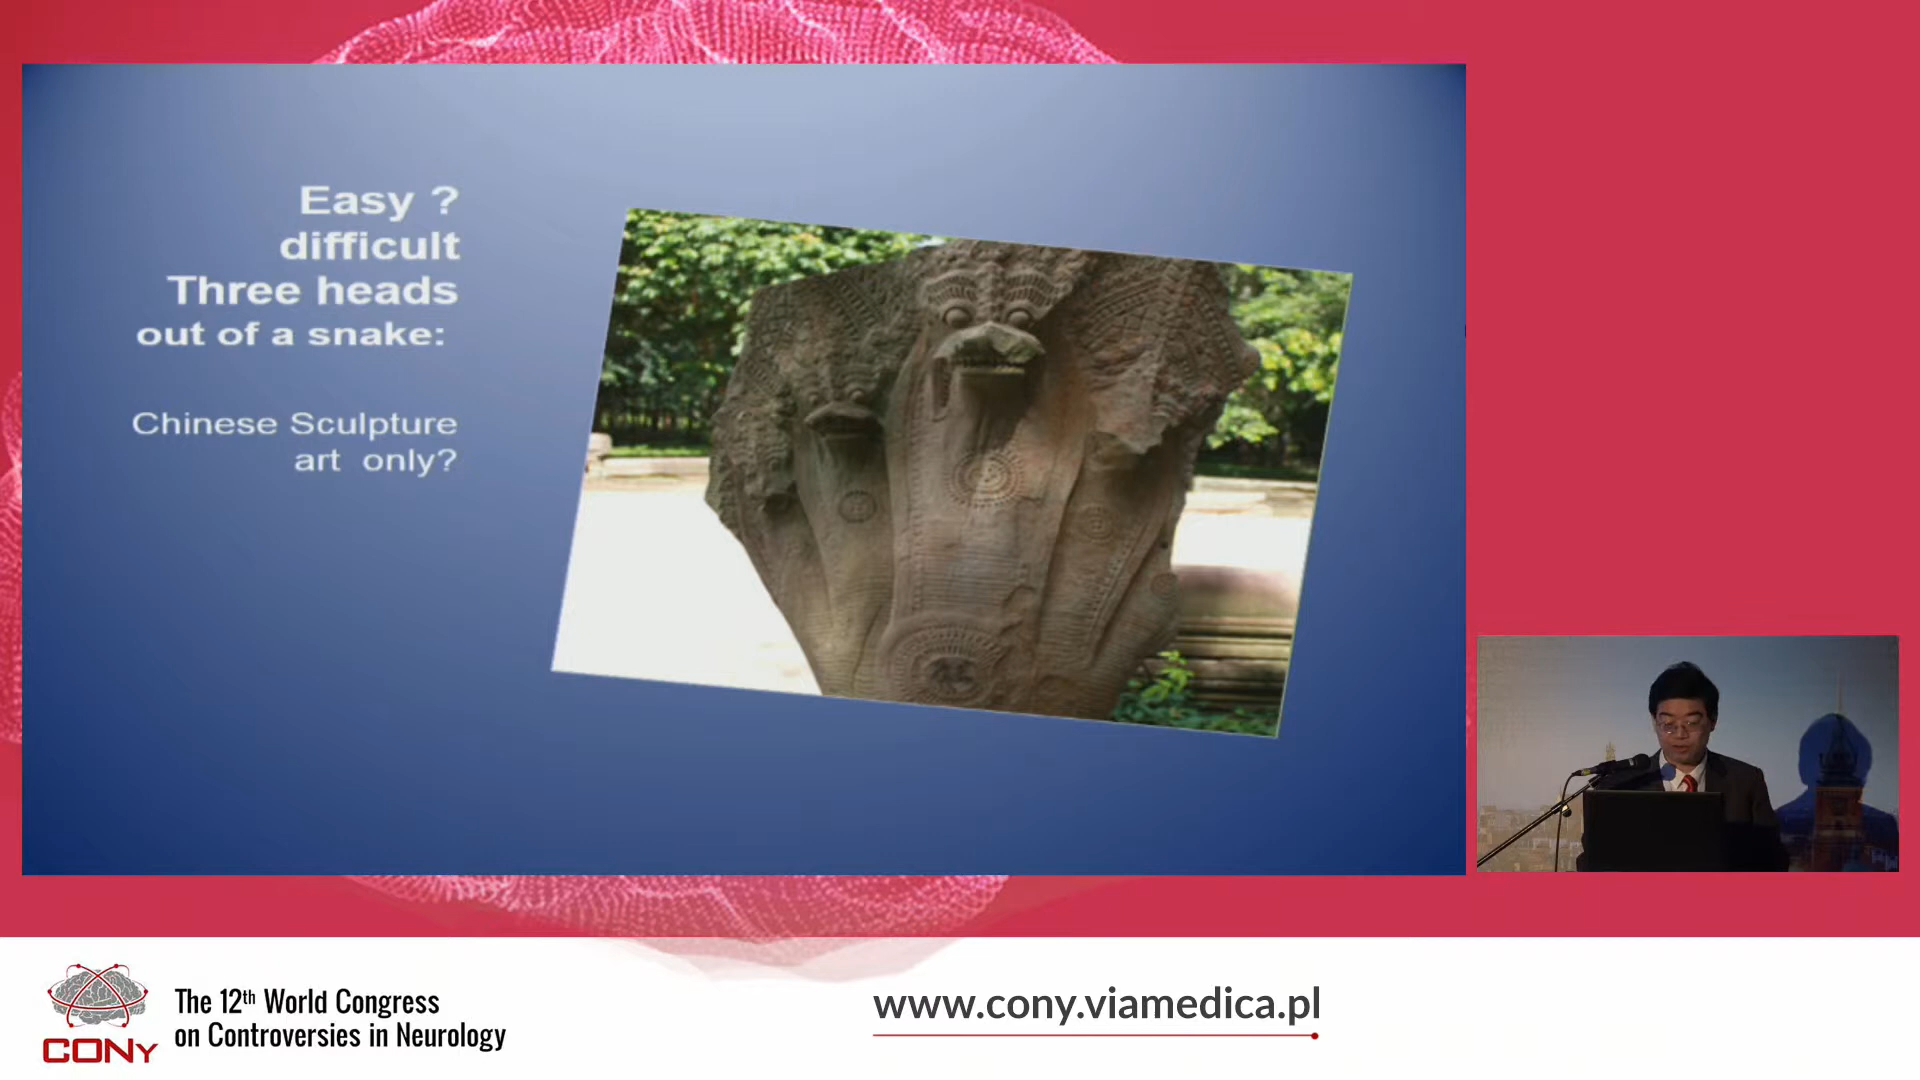 Easy ?
difficult
Three heads
out of a snake:
Chinese Sculpture
art only?
CONy
The 12th World Congress
on Controversies in Neurology
www.cony.viamedica.pl